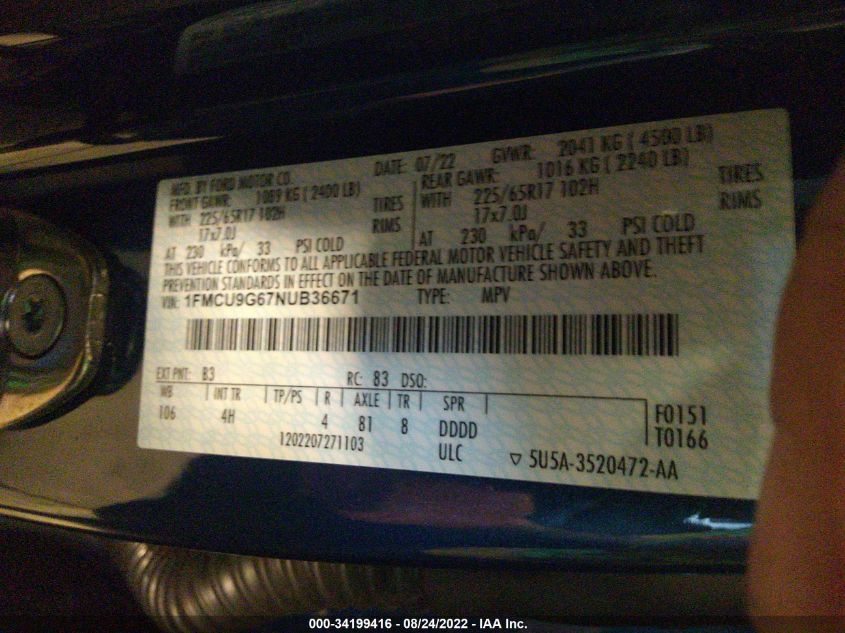 MFD. BY FORD MOTOR CO. DATE: 07/22 GVWR: 2041 KG ( 4500 LB)
FRONT GAWR: 1089 KG ( 2400 LB) REAR GAWR: 1016 KG ( 2240 LB)
WITH 225/65R17 102H TIRES WITH 225/65R17 102H TIRES
17x7.0J RIMS 17x7.0J RIMS
AT 230 kPa/ 33 PSI COLD AT 230 kPa/ 33 PSI COLD
THIS VEHICLE CONFORMS TO ALL APPLICABLE FEDERAL MOTOR VEHICLE SAFETY AND THEFT
PREVENTION STANDARDS IN EFFECT ON THE DATE OF MANUFACTURE SHOWN ABOVE.
VIN: 1FMCU9G67NUB36671 TYPE: MPV
EXT PNT: B3 RC: 83 DSO:
WB INT TR TP/PS R AXLE TR SPR F0151
106 4H 4 81 8 DDDD T0166
1202207271103 ULC ▽ 5U5A-3520472-AA
000-34199416 - 08/24/2022 - IAA Inc.